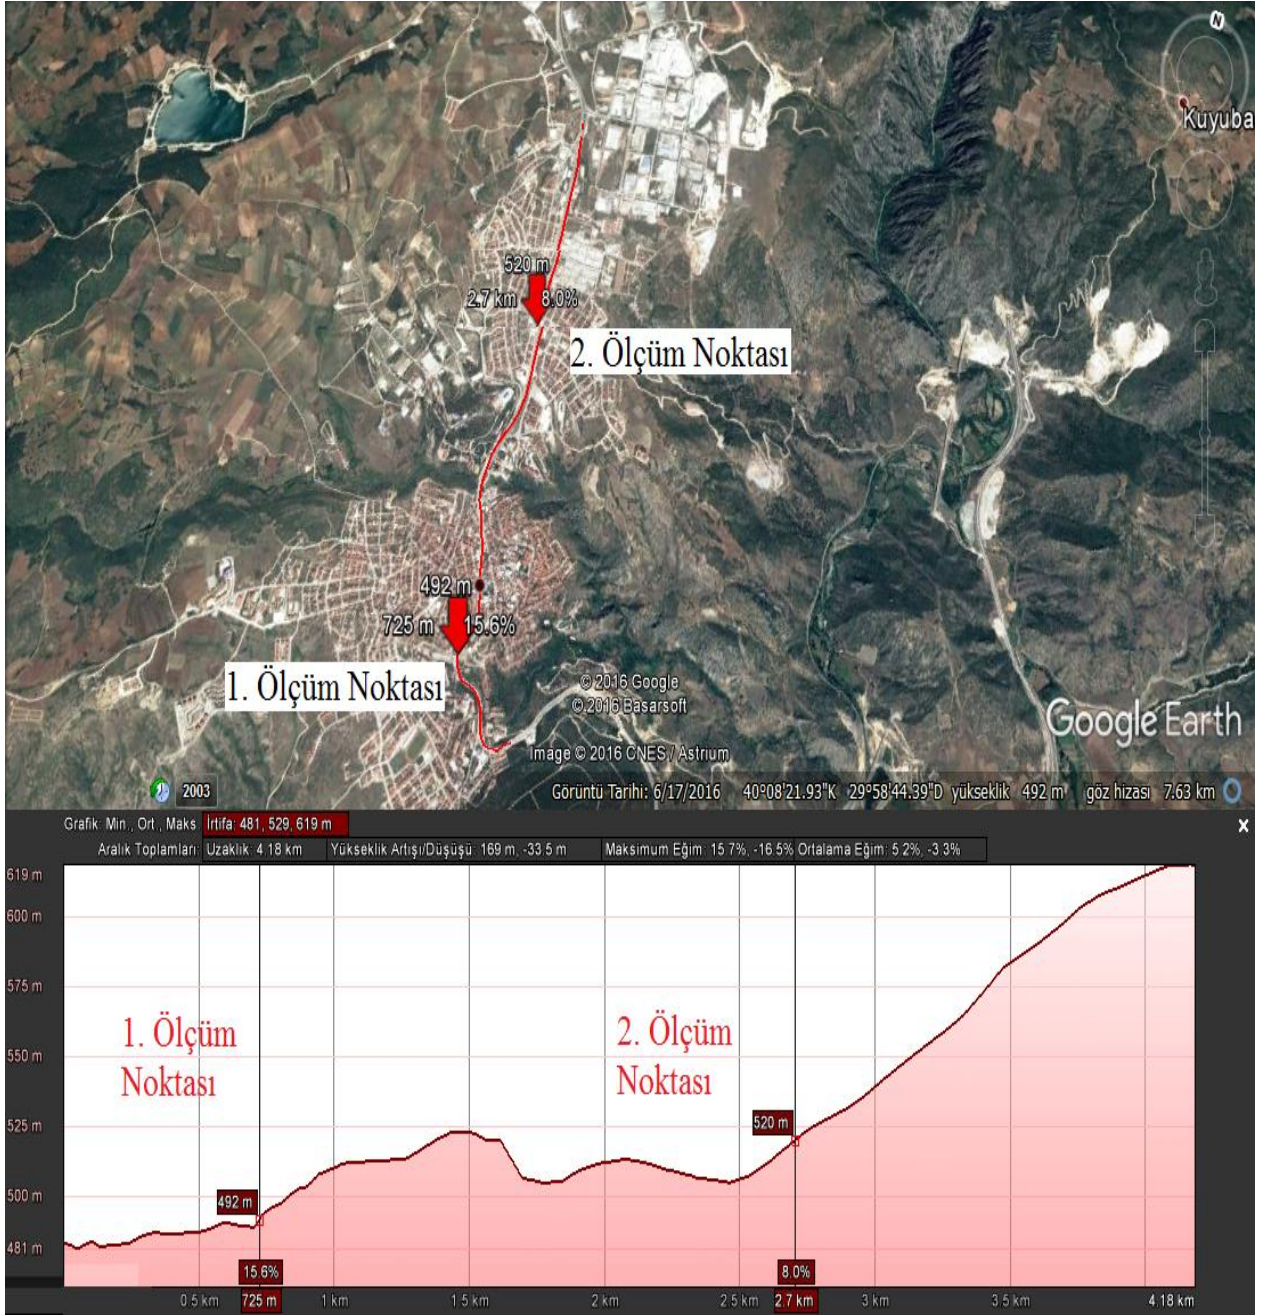 N
Kuyuba
520 m
2.7 km 8.0%
2. Ölçüm Noktası
492 m
725 m 15.6%
1. Ölçüm Noktası
© 2016 Google
© 2016 Basarsoft
Image © 2016 CNES / Astrium
Google Earth
2003
Görüntü Tarihi: 6/17/2016 40°08'21.93"K 29°58'44.39"D yükseklik 492 m göz hizası 7.63 km
Grafik: Min., Ort., Maks İrtifa: 481, 529, 619 m
x
Aralık Toplamları: Uzaklık: 4.18 km Yükseklik Artışı/Düşüşü: 169 m, -33.5 m Maksimum Eğim: 15.7%, -16.5% Ortalama Eğim: 5.2%, -3.3%
619 m
600 m
575 m
550 m
525 m
500 m
481 m
1. Ölçüm
Noktası
2. Ölçüm
Noktası
520 m
492 m
15.6%
8.0%
0.5 km 725 m 1 km 1.5 km 2 km 2.5 km 2.7 km 3 km 3.5 km 4.18 km